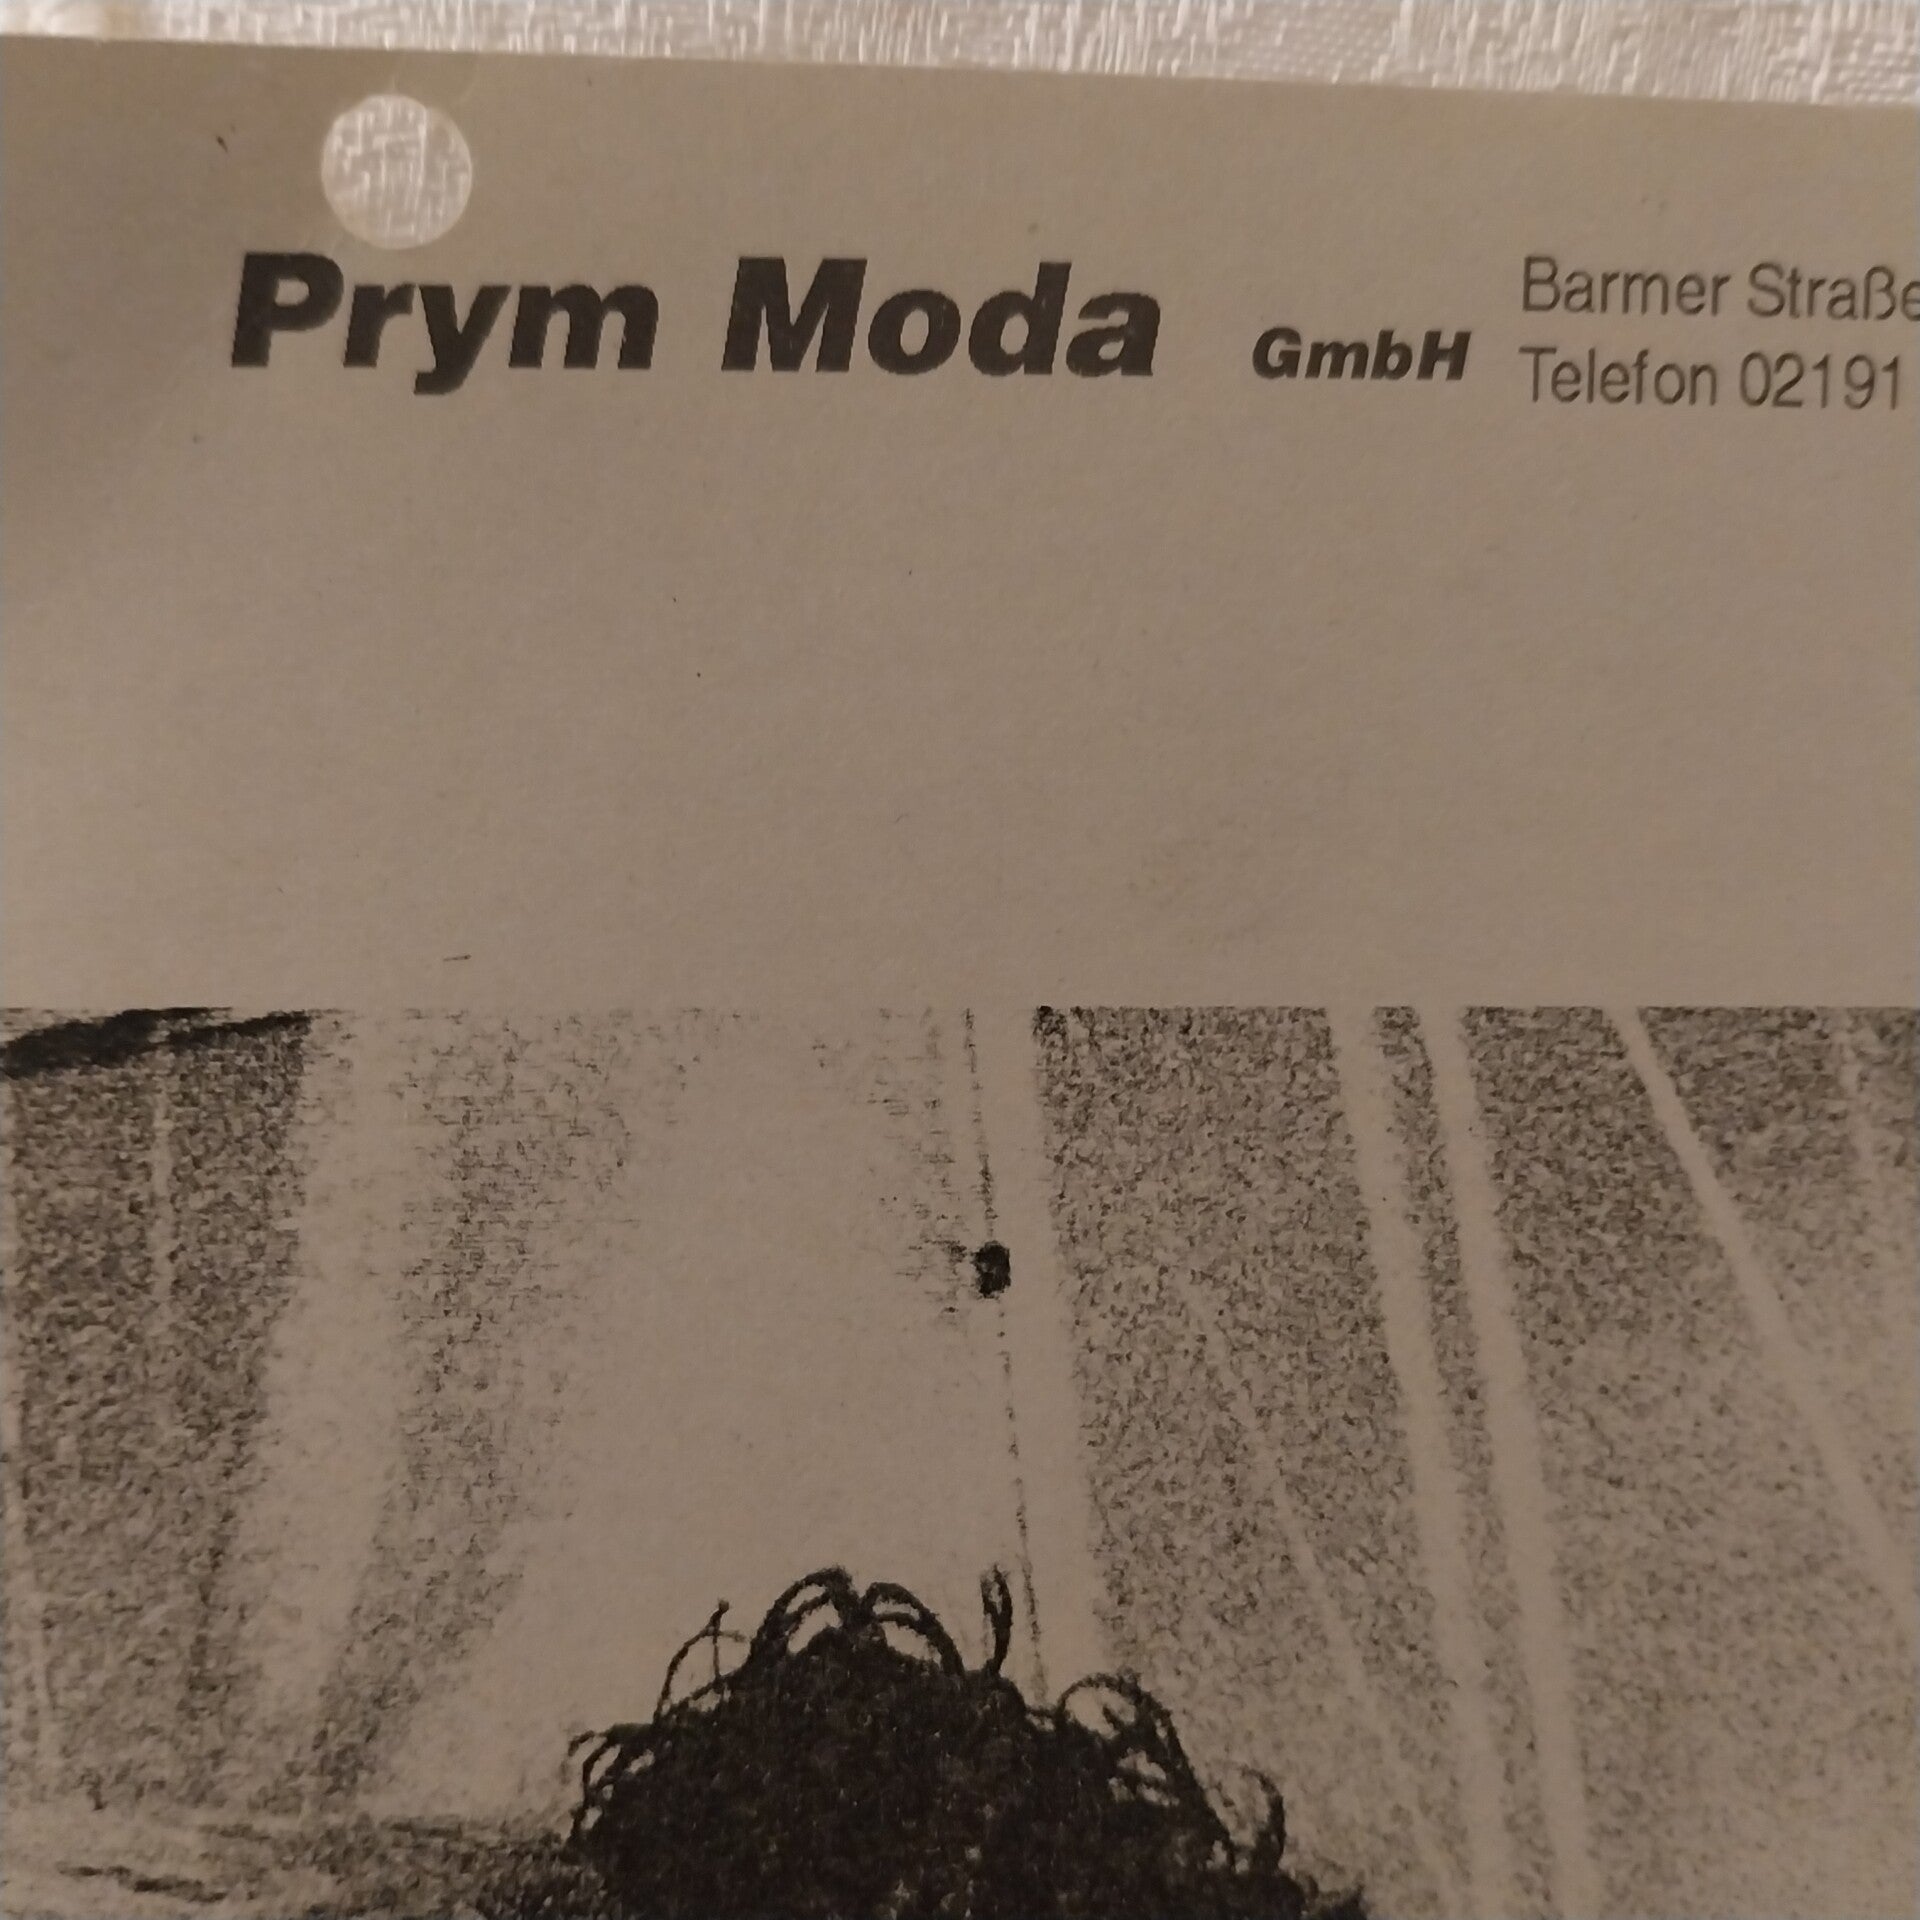 Prym Moda GmbH
Barmer Straße
Telefon 02191